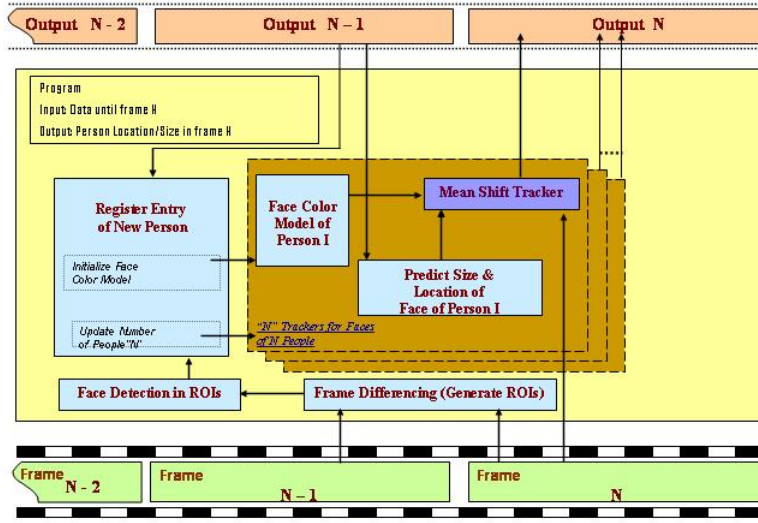 Output N - 2
Output N - 1
Output N
Program
Input: Data until frame N
Output: Person Location/Size in frame N
Register Entry
of New Person
Initialize Face
Color Model
Update Number
of People"N"
Face Color
Model of
Person I
Mean Shift Tracker
Predict Size &
Location of
Face of Person I
"N" Trackers for Faces
of N People
Face Detection in ROIs
Frame Differencing (Generate ROIs)
Frame
N - 2
Frame
N - 1
Frame
N